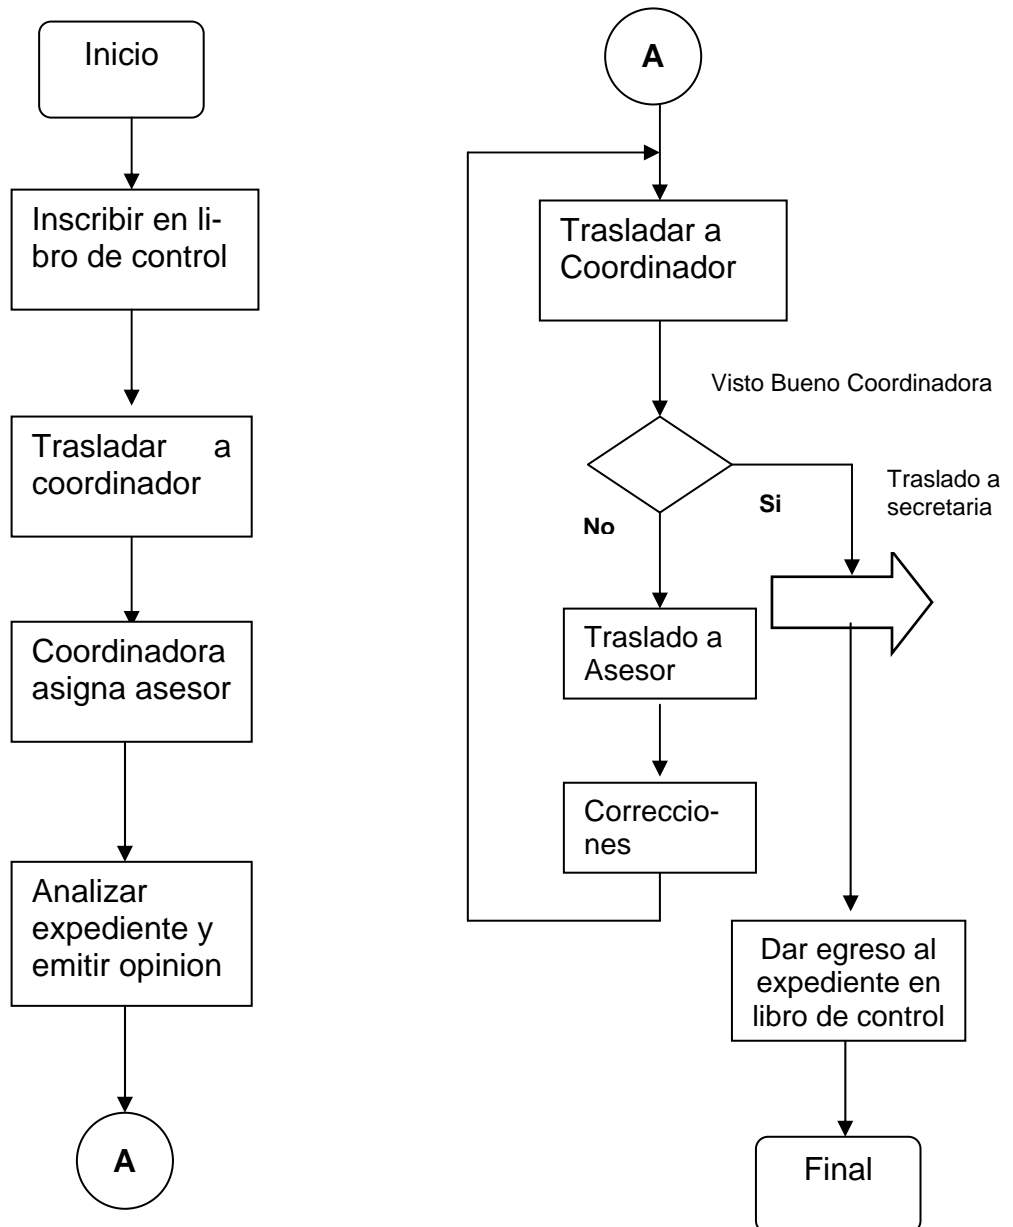 Inicio
Inscribir en li-
bro de control
Trasladar a
coordinador
Coordinadora
asigna asesor
Analizar
expediente y
emitir opinion
A
A
Trasladar a
Coordinador
Visto Bueno Coordinadora
No
Si
Traslado a
secretaria
Traslado a
Asesor
Correccio-
nes
Dar egreso al
expediente en
libro de control
Final